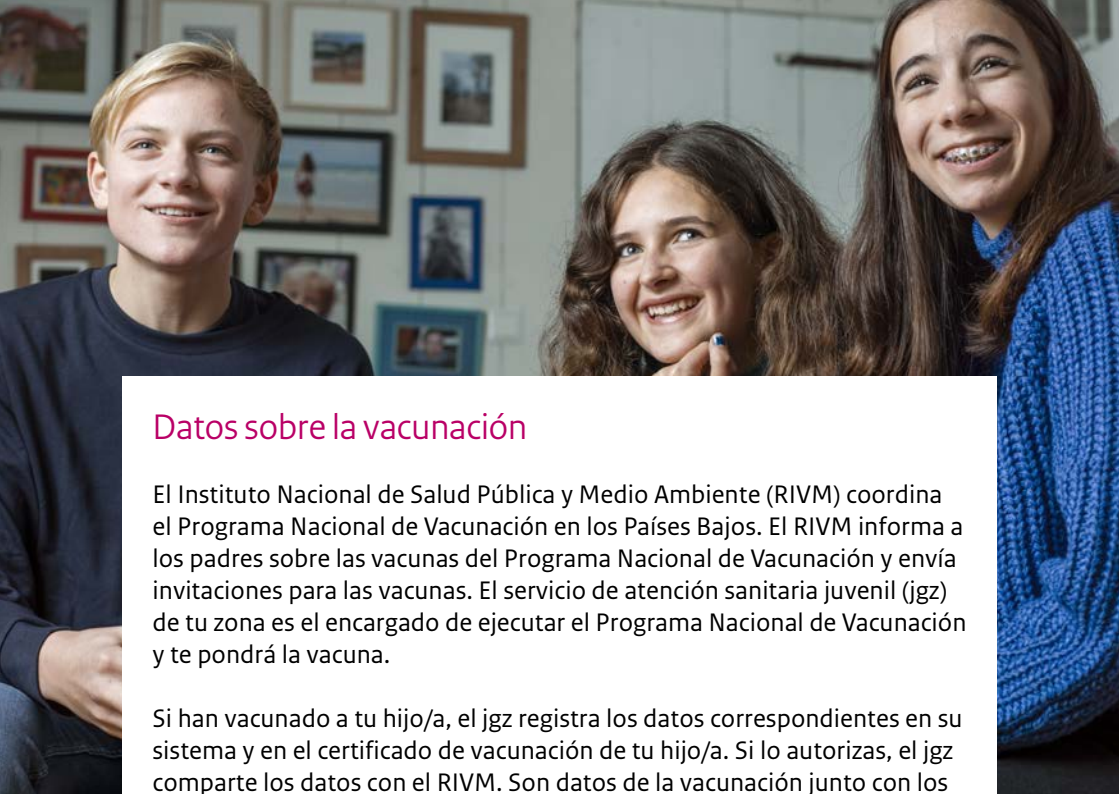 Datos sobre la vacunación
El Instituto Nacional de Salud Pública y Medio Ambiente (RIVM) coordina
el Programa Nacional de Vacunación en los Países Bajos. El RIVM informa a
los padres sobre las vacunas del Programa Nacional de Vacunación y envía
invitaciones para las vacunas. El servicio de atención sanitaria juvenil (jgz)
de tu zona es el encargado de ejecutar el Programa Nacional de Vacunación
y te pondrá la vacuna.
Si han vacunado a tu hijo/a, el jgz registra los datos correspondientes en su
sistema y en el certificado de vacunación de tu hijo/a. Si lo autorizas, el jgz
comparte los datos con el RIVM. Son datos de la vacunación junto con los